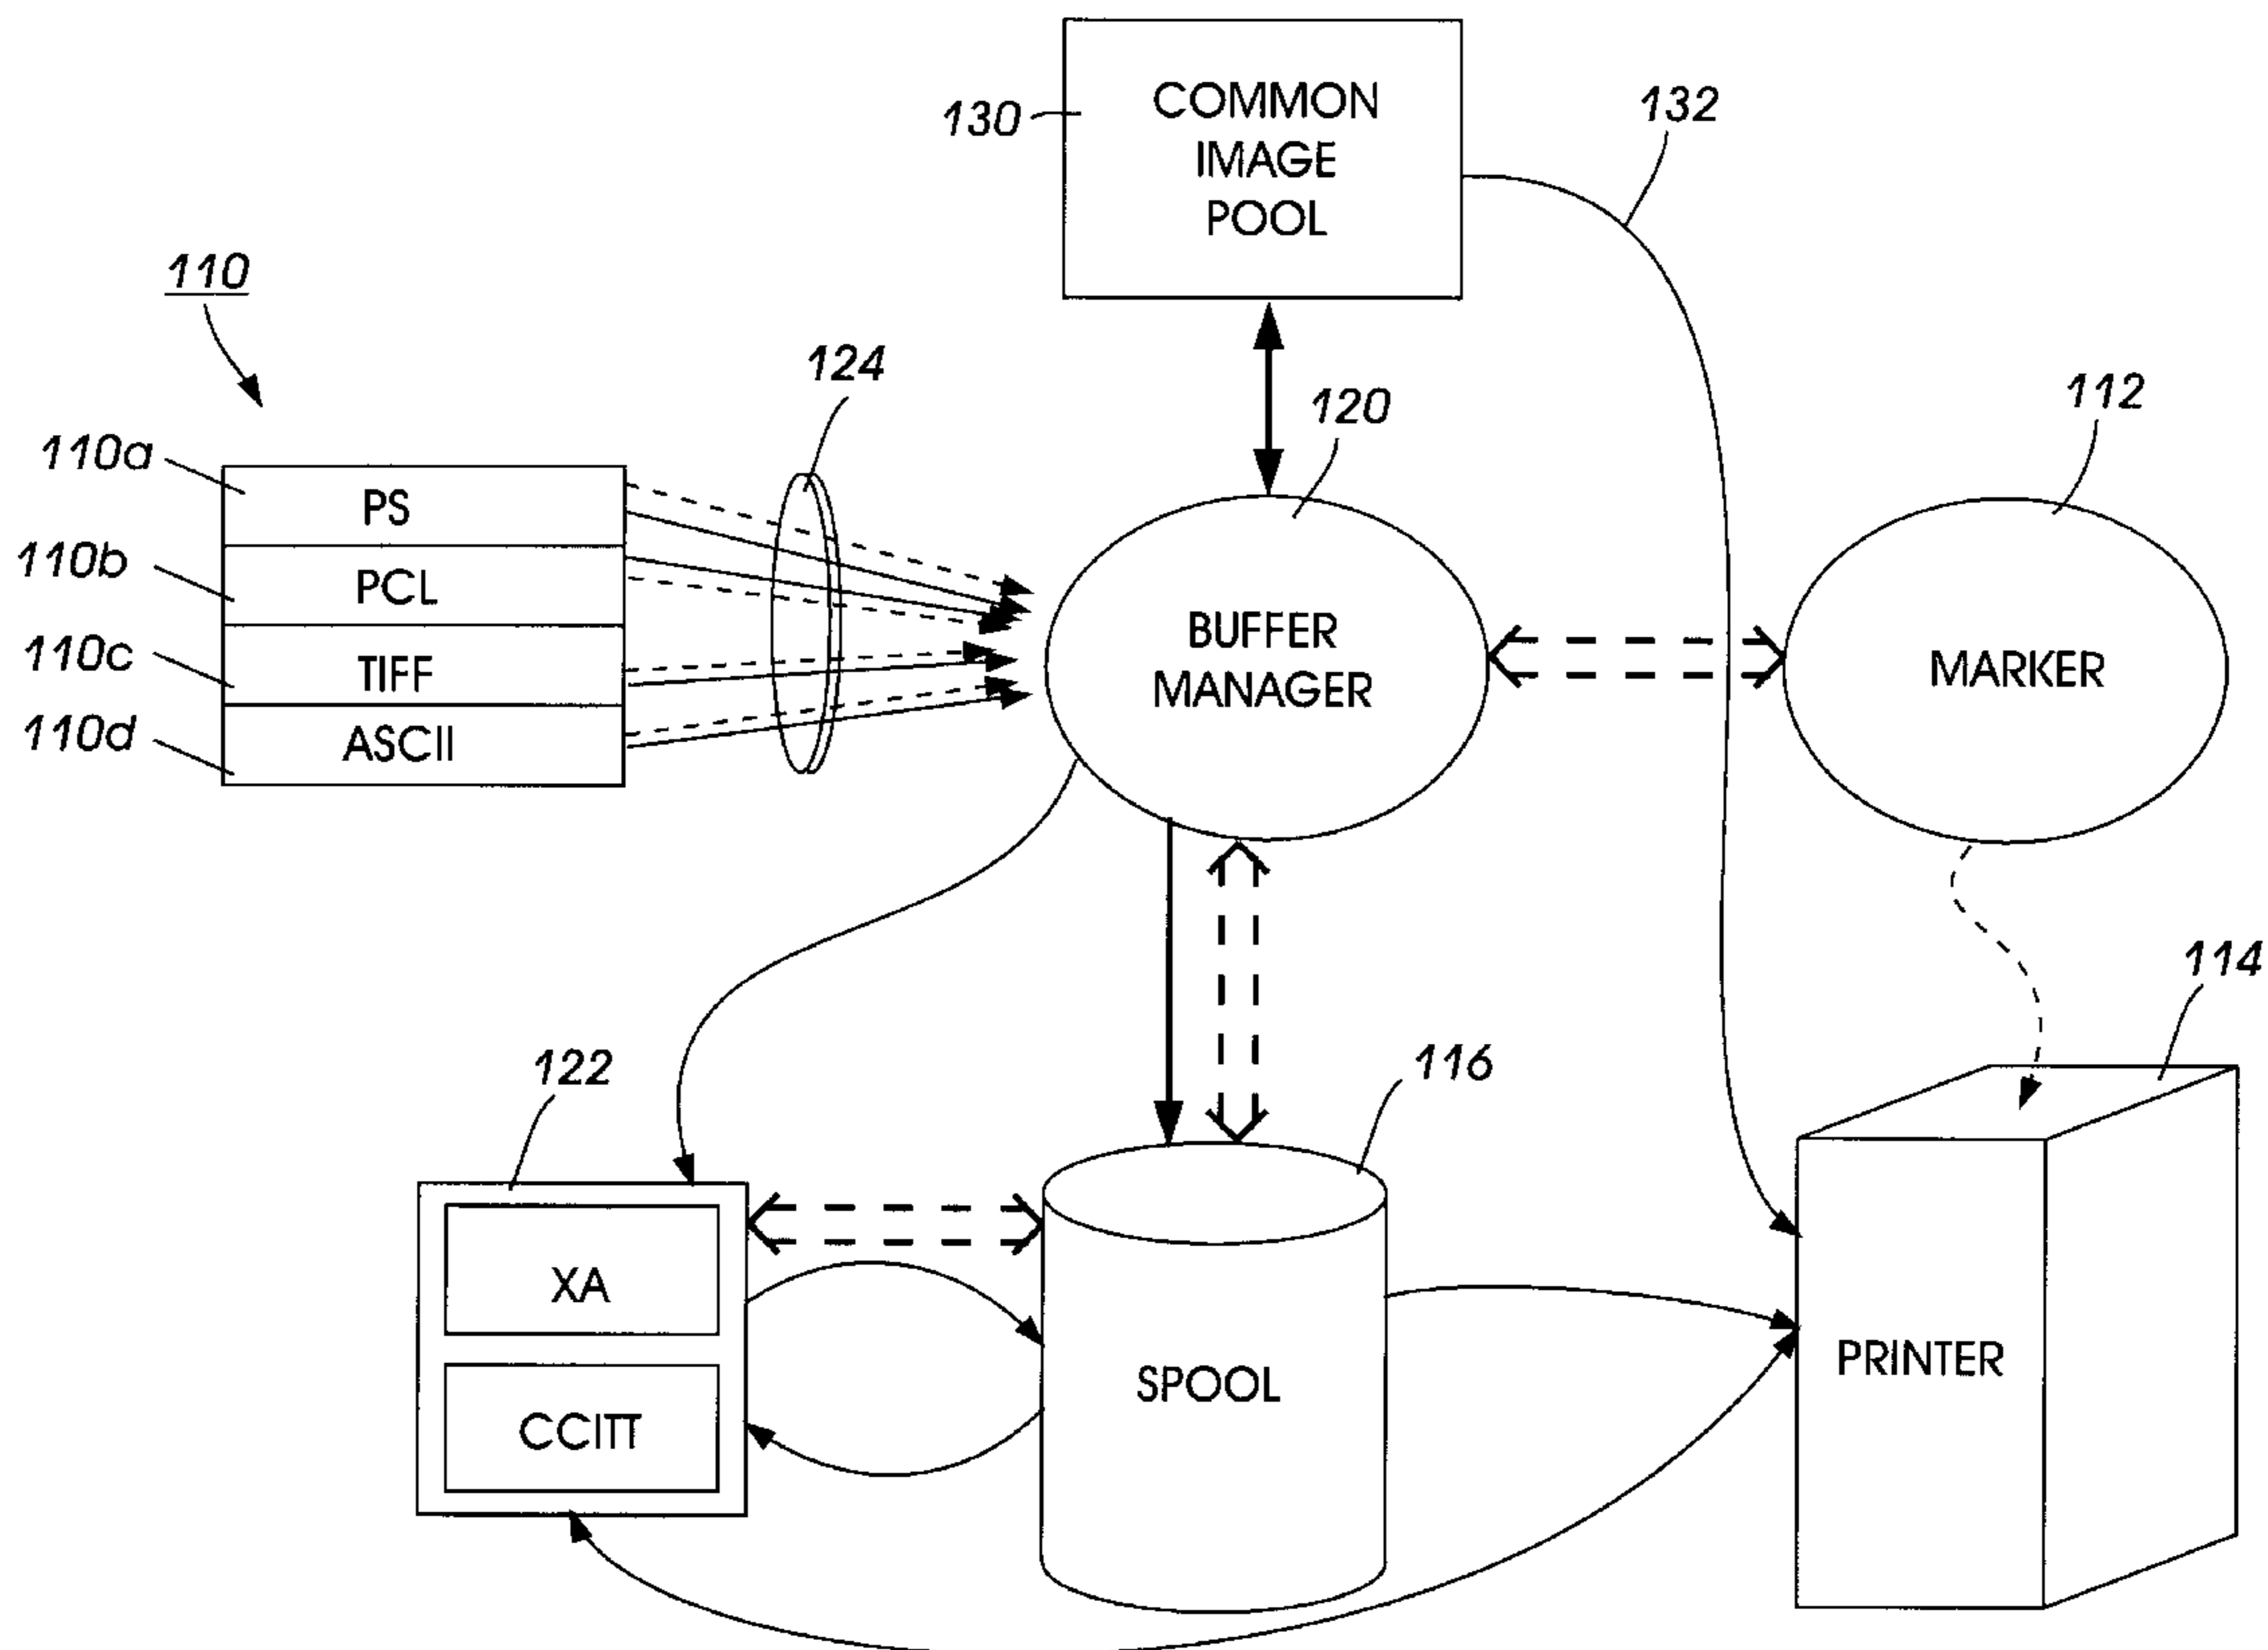 130
COMMON
IMAGE
POOL
132
110
124
120
112
110a
PS
110b
PCL
110c
TIFF
110d
ASCII
BUFFER
MANAGER
MARKER
114
122
116
XA
CCITT
SPOOL
PRINTER